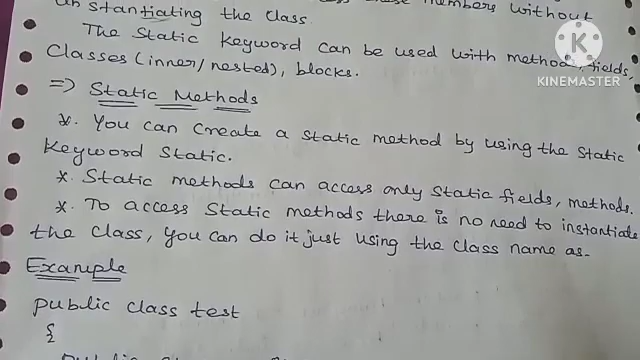 instantiating the class.
The Static keyword can be used with methods, fields,
Classes (inner/nested), blocks.
K
KINEMASTER
=> Static Methods
*. You can create a static method by using the static
keyword static.
*. Static methods can access only static fields, methods.
*. To access Static methods there is no need to instantiate
the class, you can do it just using the class name as-
Example
public class test
{